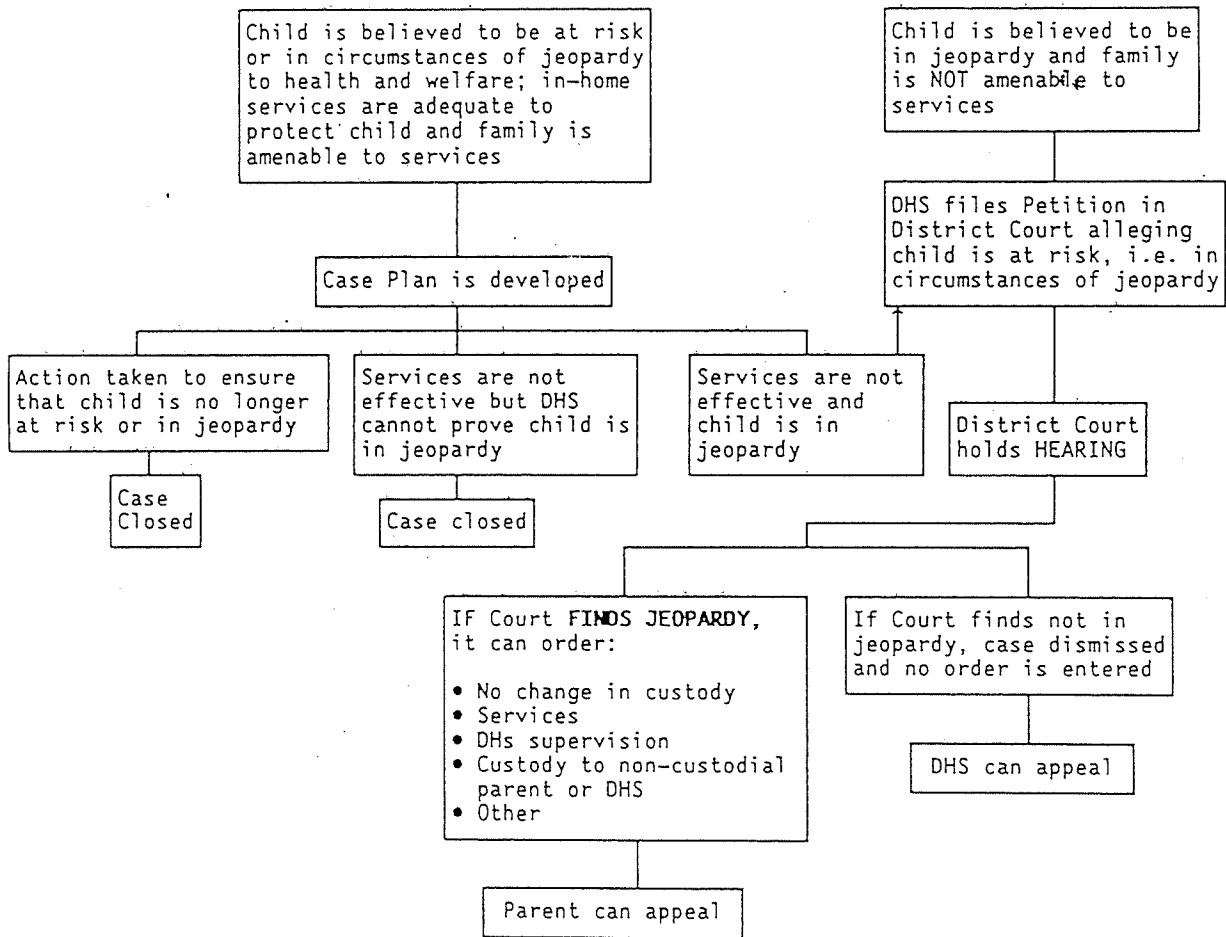 Child is believed to be at risk
or in circumstances of jeopardy
to health and welfare; in-home
services are adequate to
protect child and family is
amenable to services
Child is believed to be
in jeopardy and family
is NOT amenable to
services
DHS files Petition in
District Court alleging
child is at risk, i.e. in
circumstances of jeopardy
Case Plan is developed
Action taken to ensure
that child is no longer
at risk or in jeopardy
Services are not
effective but DHS
cannot prove child is
in jeopardy
Services are not
effective and
child is in
jeopardy
District Court
holds HEARING
Case
Closed
Case closed
If Court FINDS JEOPARDY,
it can order:
• No change in custody
• Services
• DHs supervision
• Custody to non-custodial
parent or DHS
• Other
If Court finds not in
jeopardy, case dismissed
and no order is entered
DHS can appeal
Parent can appeal